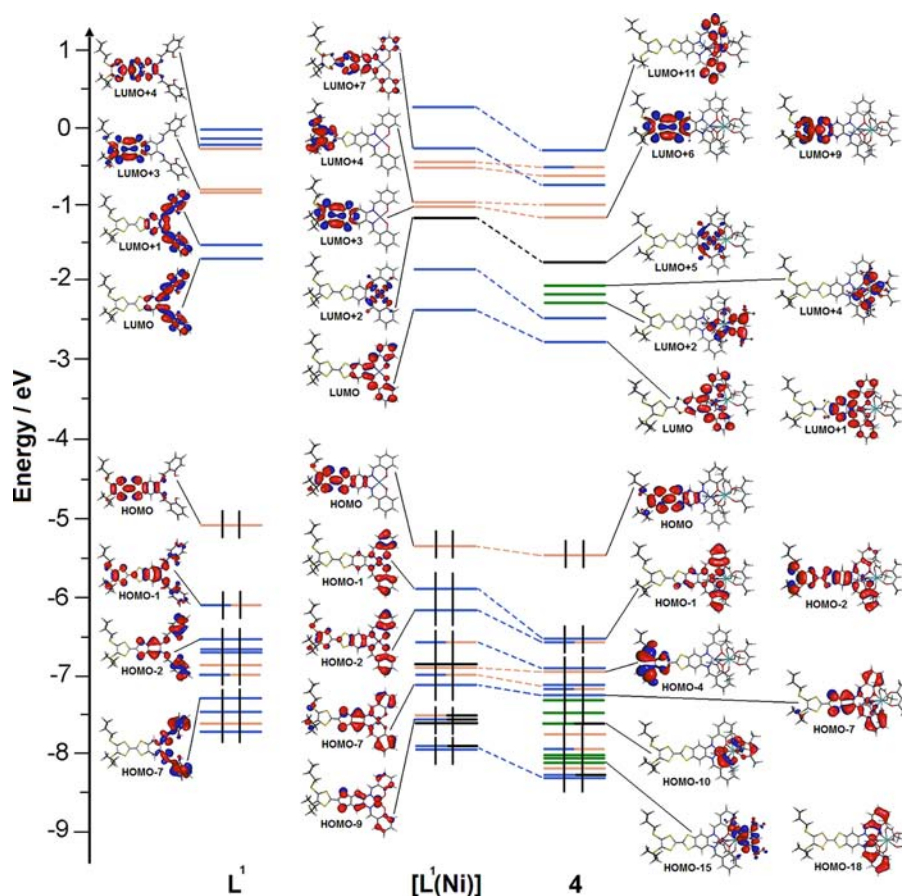 Energy / eV
1
0
-1
-2
-3
-4
-5
-6
-7
-8
-9
LUMO+4
LUMO+3
LUMO+1
LUMO
HOMO
HOMO-1
HOMO-2
HOMO-7
LUMO+7
LUMO+4
LUMO+3
LUMO+2
LUMO
HOMO
HOMO-1
HOMO-2
HOMO-7
HOMO-9
LUMO+11
LUMO+6
LUMO+9
LUMO+5
LUMO+4
LUMO+2
LUMO
LUMO+1
HOMO
HOMO-1
HOMO-2
HOMO-4
HOMO-7
HOMO-10
HOMO-15
HOMO-18
L¹
[L¹(Ni)]
4